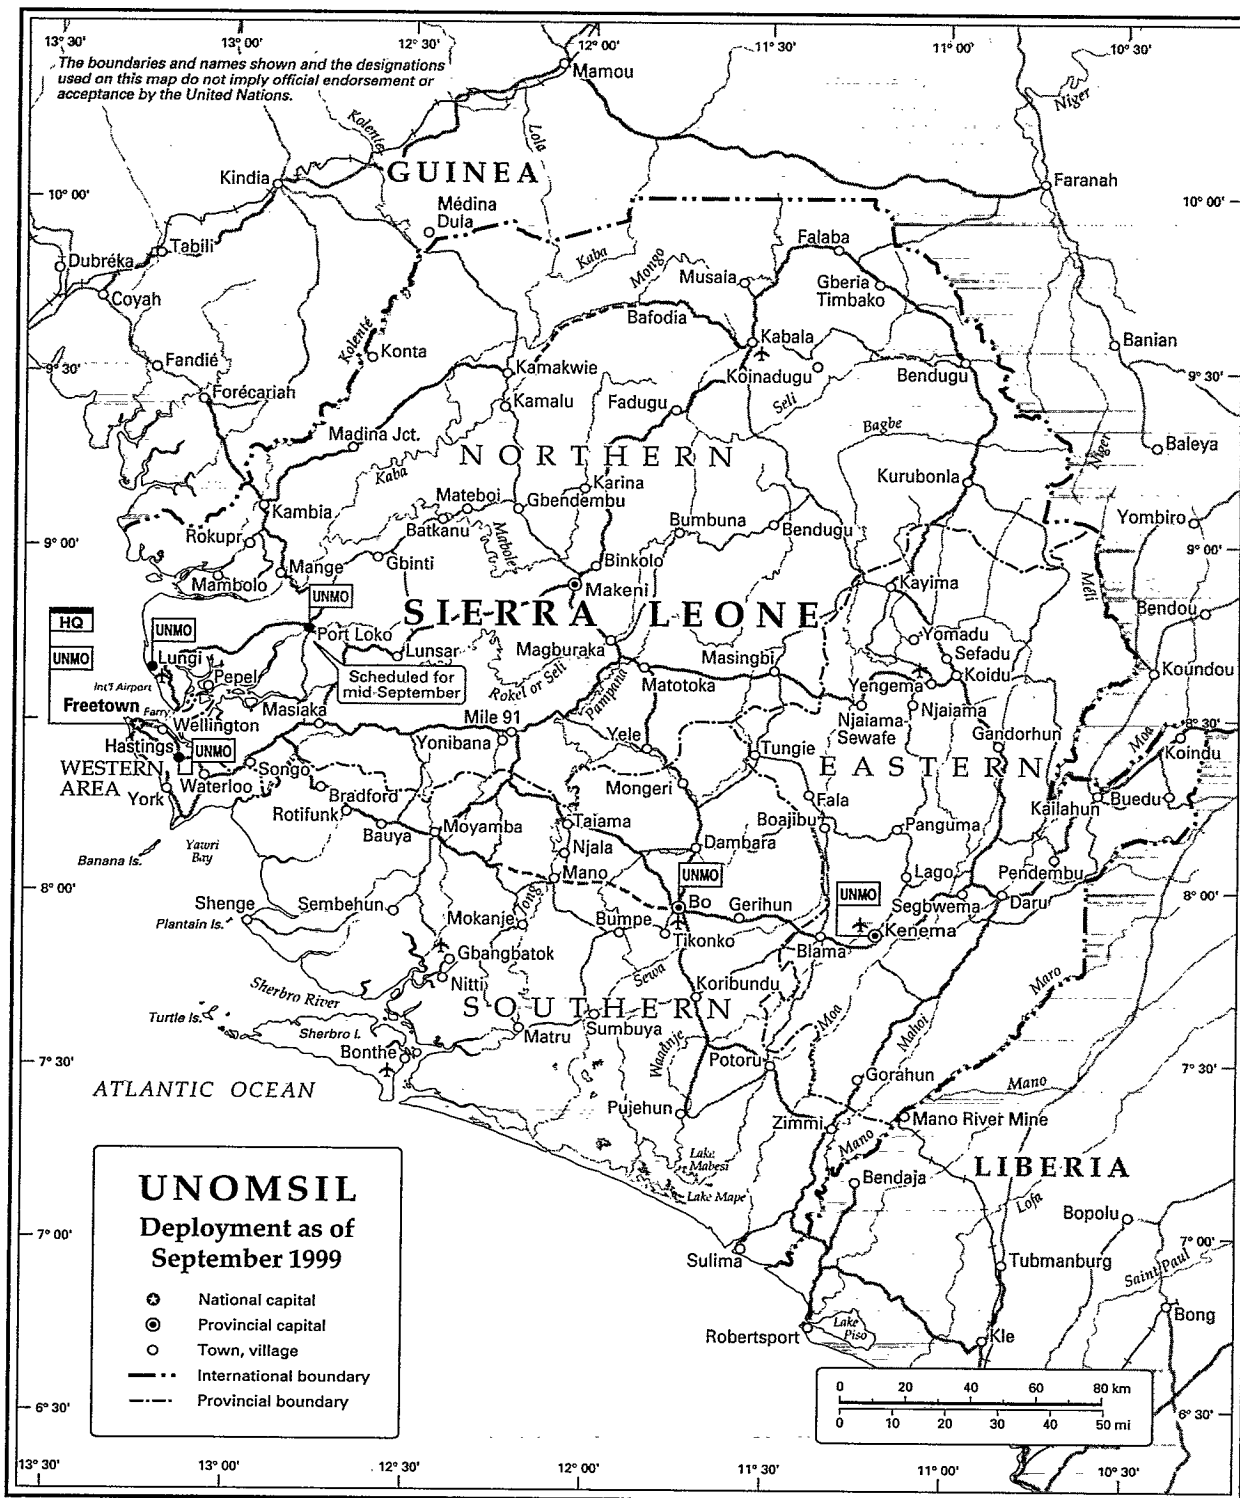 13° 30' 13° 00' 12° 30' 12° 00' 11° 30' 11° 00' 10° 30'
The boundaries and names shown and the designations
used on this map do not imply official endorsement or
acceptance by the United Nations.
Mamou
Niger
Kolenté
Lola
GUINEA
Kindia
Faranah
10° 00'
10° 00'
Médina
Dula
Tabili
Falaba
Dubréka
Kaba
Mongo
Musaia
Gberia
Timbako
Coyah
Bafodia
Kolenté
Konta
Kabala
Banian
Fandié
9° 30'
Kamakwie
Koinadugu
Bendugu
9° 30'
Forécariah
Kamalu
Fadugu
Seli
Madina Jct.
Bagbe
Niger
Baleya
NORTHERN
Kaba
Karina
Kurubonla
Mateboi
Gbendembu
Kambia
Batkanu
Bumbuna
Bendugu
Yombiro
Rokupr
Mabole
9° 00'
9° 00'
Mange
Gbinti
Binkolo
Mambolo
Makeni
Kayima
Meli
UNMO
Bendou
HQ
SIERRA LEONE
UNMO
Port Loko
Yomadu
UNMO
Lungi
Lunsar
Magburaka
Masingbi
Sefadu
Koundou
Pepel
Scheduled for
mid-September
Rokel or Seli
Matotoka
Yengema
Koidu
Int'l Airport
Pampana
Freetown
Ferry
Masiaka
Mile 91
Njaiama-
Sewafe
Njaiama
8° 30'
Wellington
Yonibana
Yele
Tungie
Gandorhun
Moa
Koindu
Hastings
UNMO
WESTERN
AREA
Songo
EASTERN
Waterloo
Mongeri
York
Bradford
Fala
Kailahun
Buedu
Rotifunk
Taiama
Boajibu
Panguma
Bauya
Moyamba
Banana Is.
Yawri
Bay
Njala
Dambara
Mano
UNMO
Lago
Pendembu
8° 00'
UNMO
8° 00'
Shenge
Sembehun
Jong
Bo
Gerihun
Segbwema
Daru
Mokanje
Bumpe
Kenema
Plantain Is.
Tikonko
Blama
Gbangbatok
Sewa
Koribundu
Maro
Nitti
Sherbro River
SOUTHERN
Moa
Turtle Is.
Sherbro I.
Matru
Sumbuya
Mahoi
Bonthe
Waanje
Potoru
7° 30'
7° 30'
Gorahun
ATLANTIC OCEAN
Mano
Pujehun
Zimmi
Mano River Mine
Mano
Lake
Mabesi
LIBERIA
UNOMSIL
Bendaja
Lake Mape
Deployment as of
September 1999
Lofa
Bopolu
7° 00'
7° 00'
Sulima
Tubmanburg
Saint Paul
National capital
Bong
Provincial capital
Robertsport
Lake
Piso
Kle
Town, village
International boundary
Provincial boundary
0 20 40 60 80 km
0 10 20 30 40 50 mi
6° 30'
6° 30'
13° 30' 13° 00' 12° 30' 12° 00' 11° 30' 11° 00' 10° 30'